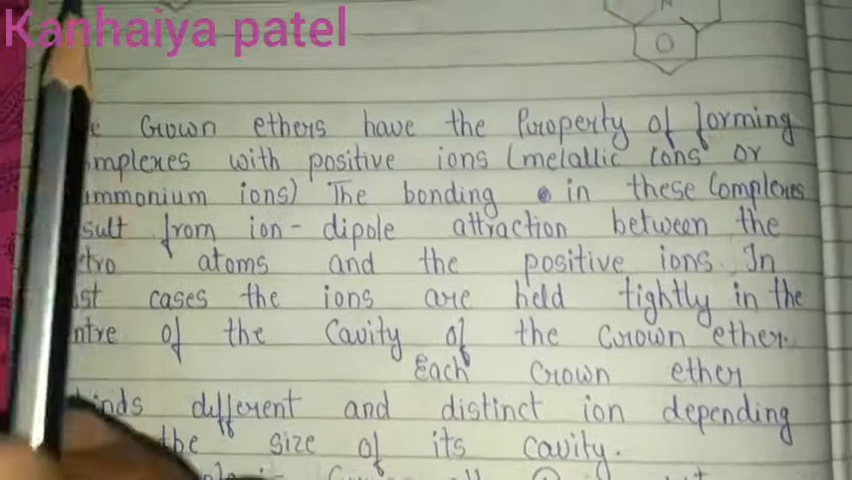 Kanhaiya patel
N
O
e Crown ethers have the Property of forming
mplexes with positive ions (metallic ions or
mmonium ions) The bonding in these Complexes
sult from ion-dipole attraction between the
tro atoms and the positive ions. In
st cases the ions are held tightly in the
ntre of the Cavity of the crown ether.
Each Crown ether
binds different and distinct ion depending
the size of its cavity.